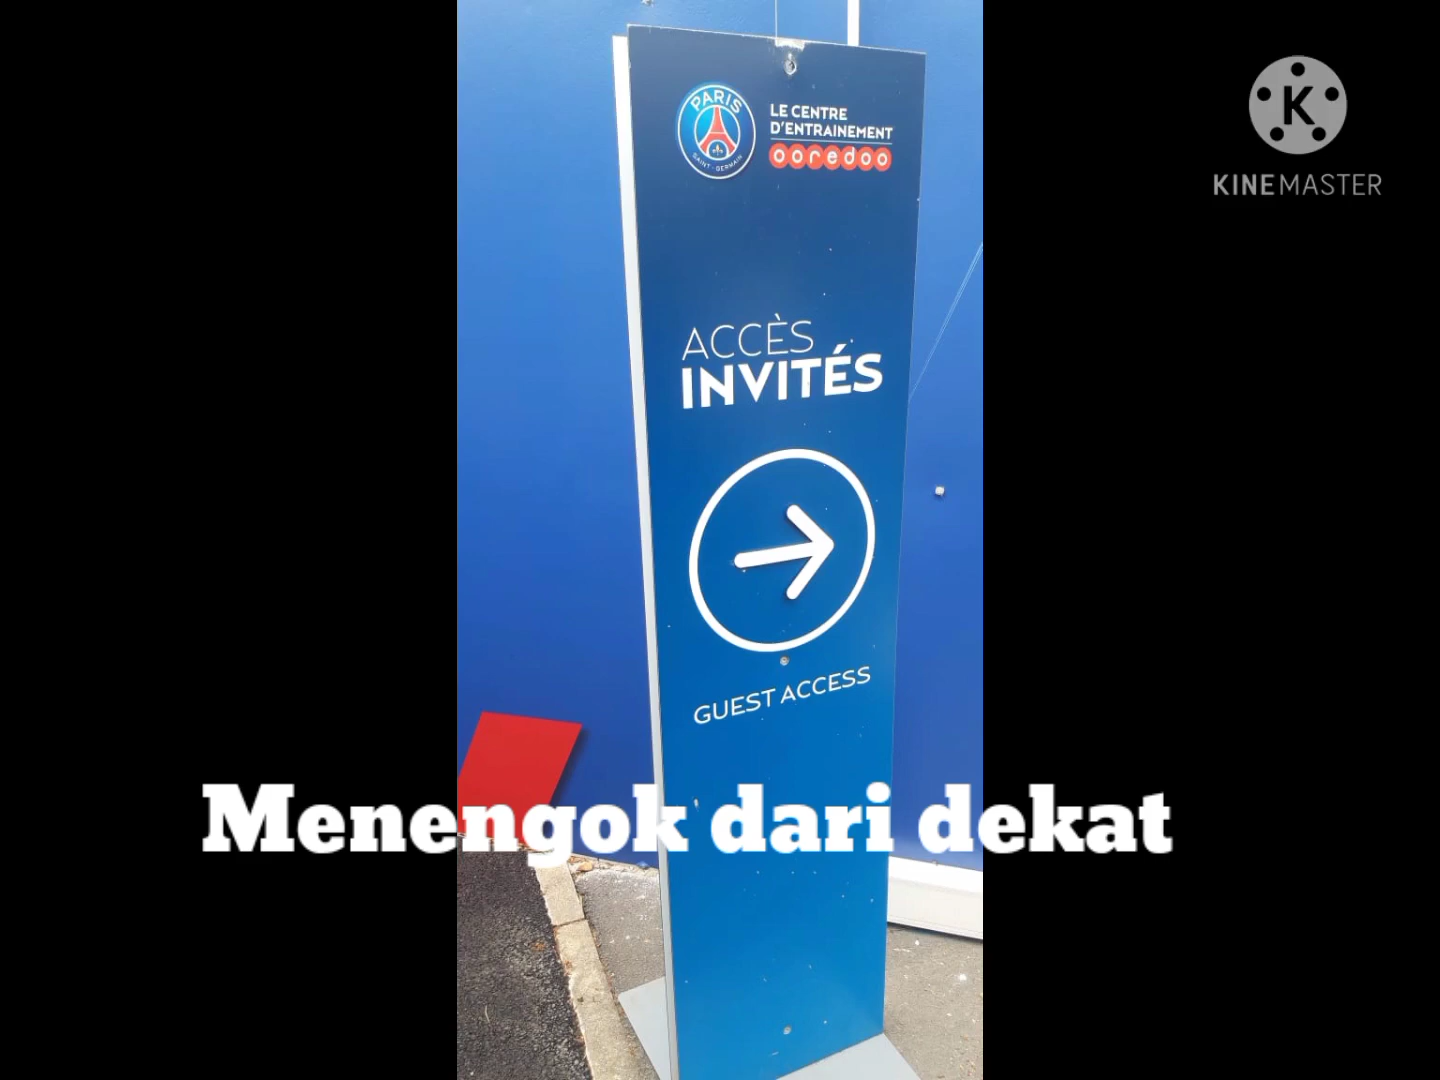 PARIS
SAINT-GERMAIN
LE CENTRE
D'ENTRAINEMENT
ooredoo
K
KINEMASTER
ACCÈS
INVITÉS
GUEST ACCESS
Menengok dari dekat